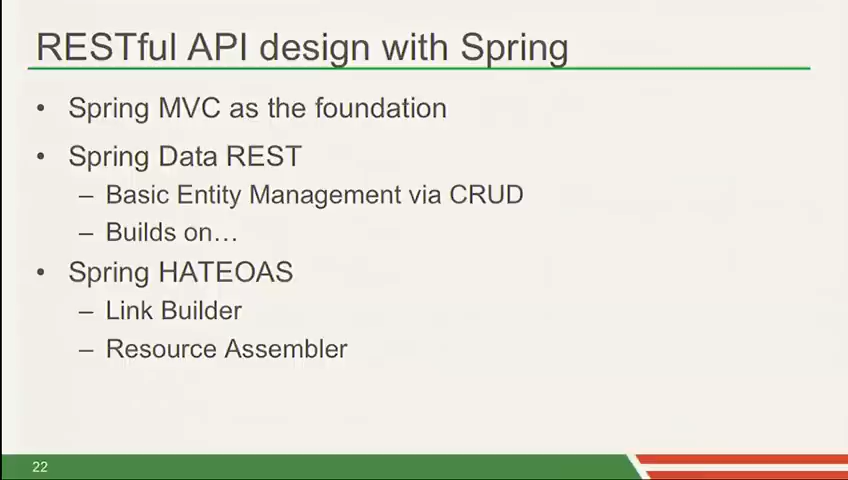 RESTful API design with Spring
• Spring MVC as the foundation
• Spring Data REST
– Basic Entity Management via CRUD
– Builds on…
• Spring HATEOAS
– Link Builder
– Resource Assembler
22